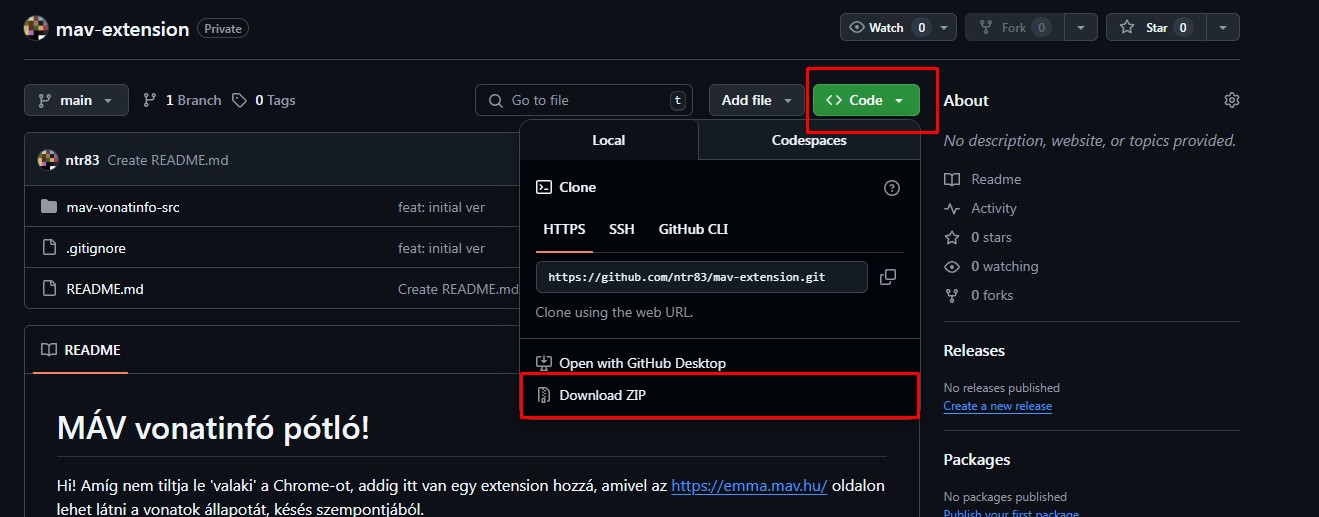 mav-extension Private
Watch 0
Fork 0
Star 0
main
1 Branch
0 Tags
Go to file t
Add file
<> Code
ntr83 Create README.md
mav-vonatinfo-src feat: initial ver
.gitignore feat: initial ver
README.md Create README.md
Local
Codespaces
Clone
HTTPS SSH GitHub CLI
https://github.com/ntr83/mav-extension.git
Clone using the web URL.
Open with GitHub Desktop
Download ZIP
README
MÁV vonatinfó pótló!
Hi! Amíg nem tiltja le 'valaki' a Chrome-ot, addig itt van egy extension hozzá, amivel az https://emma.mav.hu/ oldalon
lehet látni a vonatok állapotát, késés szempontjából.
About
No description, website, or topics provided.
Readme
Activity
0 stars
0 watching
0 forks
Releases
No releases published
Create a new release
Packages
No packages published
Publish your first package